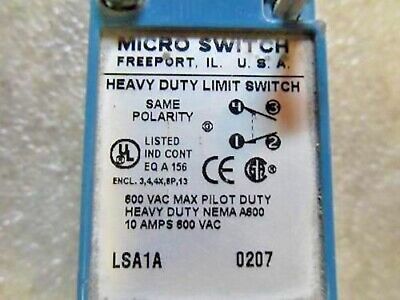 MICRO SWITCH
FREEPORT, IL. U. S. A.
HEAVY DUTY LIMIT SWITCH
SAME
POLARITY
4 3
1 2
UL
LISTED
IND CONT
EQ A 156
CE
ENCL. 3,4,4X,6P,13
600 VAC MAX PILOT DUTY
HEAVY DUTY NEMA A600
10 AMPS 600 VAC
LSA1A 0207